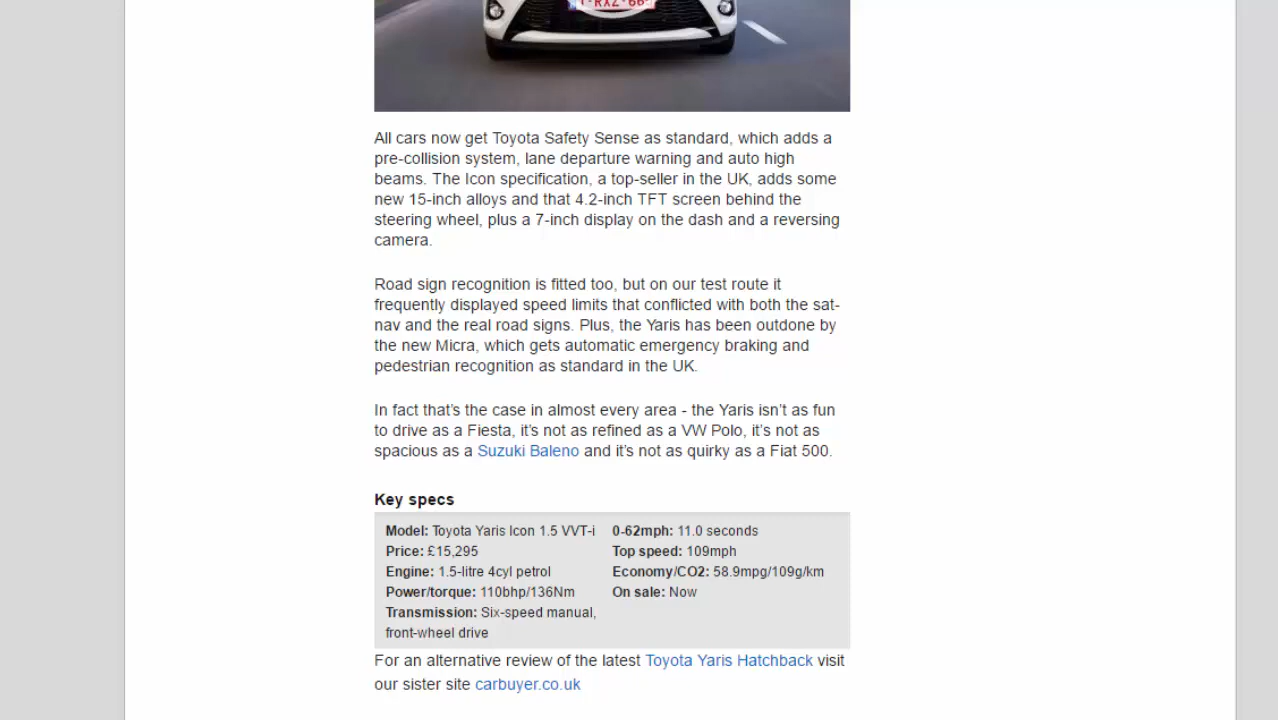 All cars now get Toyota Safety Sense as standard, which adds a
pre-collision system, lane departure warning and auto high
beams. The Icon specification, a top-seller in the UK, adds some
new 15-inch alloys and that 4.2-inch TFT screen behind the
steering wheel, plus a 7-inch display on the dash and a reversing
camera.
Road sign recognition is fitted too, but on our test route it
frequently displayed speed limits that conflicted with both the sat-
nav and the real road signs. Plus, the Yaris has been outdone by
the new Micra, which gets automatic emergency braking and
pedestrian recognition as standard in the UK.
In fact that’s the case in almost every area - the Yaris isn’t as fun
to drive as a Fiesta, it’s not as refined as a VW Polo, it’s not as
spacious as a Suzuki Baleno and it’s not as quirky as a Fiat 500.
Key specs
Model: Toyota Yaris Icon 1.5 VVT-i
Price: £15,295
Engine: 1.5-litre 4cyl petrol
Power/torque: 110bhp/136Nm
Transmission: Six-speed manual,
front-wheel drive
0-62mph: 11.0 seconds
Top speed: 109mph
Economy/CO2: 58.9mpg/109g/km
On sale: Now
For an alternative review of the latest Toyota Yaris Hatchback visit
our sister site carbuyer.co.uk